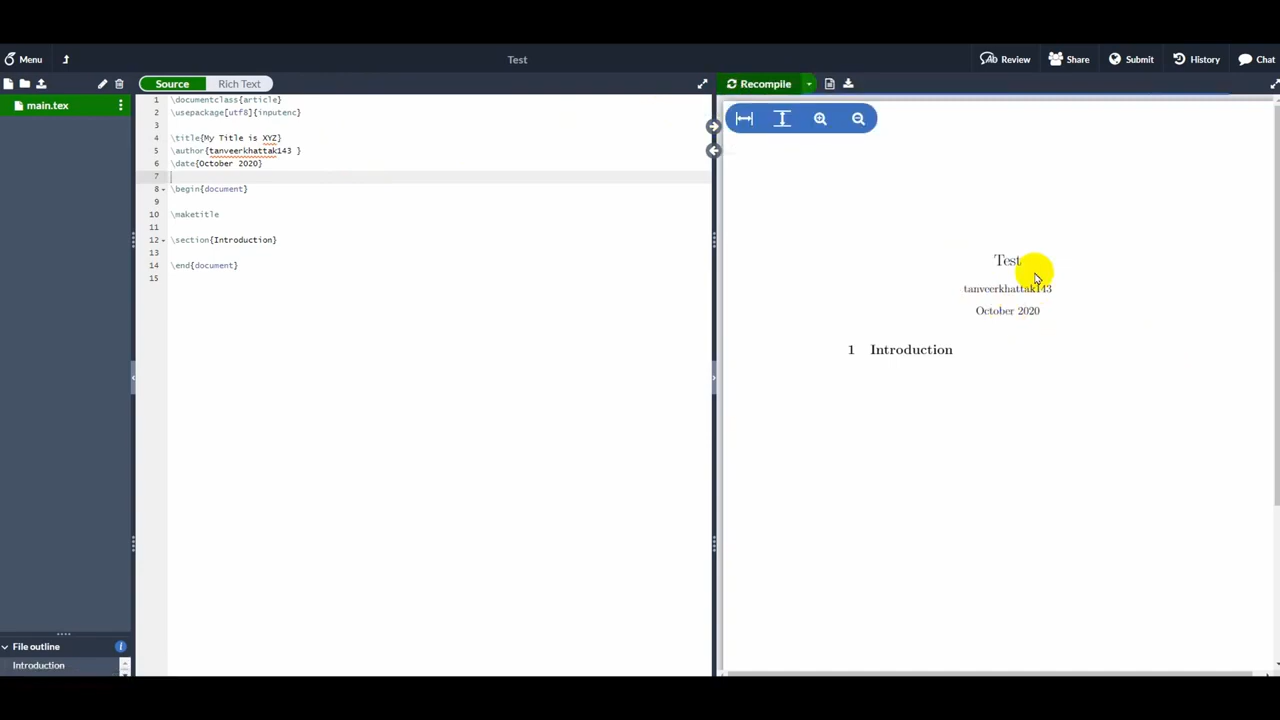 Menu
Test
Review
Share
Submit
History
Chat
Source
Rich Text
Recompile
main.tex
1 \documentclass{article}
2 \usepackage[utf8]{inputenc}
3
4 \title{My Title is XYZ}
5 \author{tanveerkhattak143 }
6 \date{October 2020}
7
8 \begin{document}
9
10 \maketitle
11
12 \section{Introduction}
13
14 \end{document}
15
Test
tanveerkhattak143
October 2020
1 Introduction
File outline
Introduction